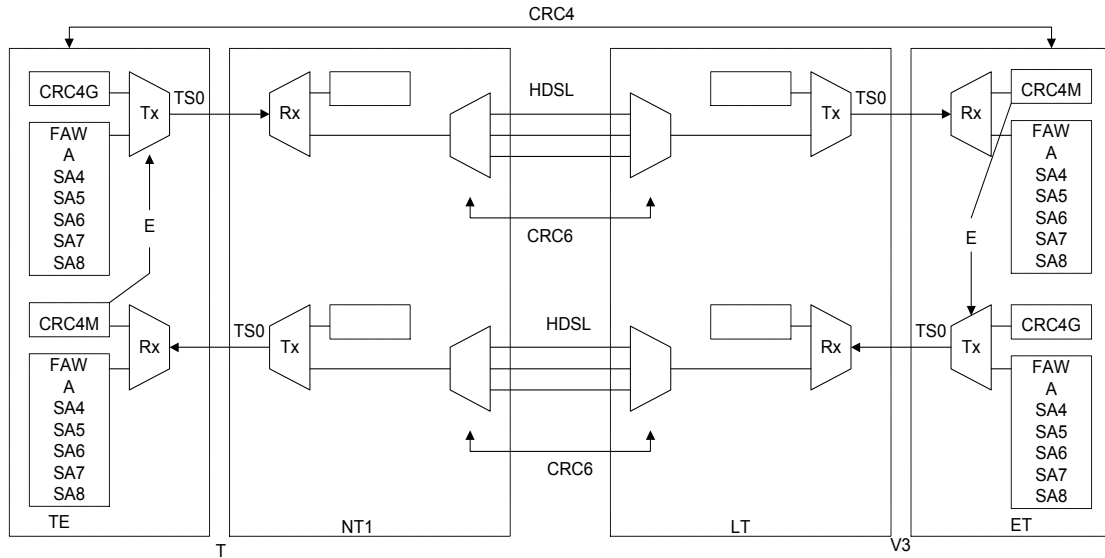 CRC4
CRC4G
Tx
TS0
Rx
HDSL
TS0
Tx
Rx
CRC4M
FAW
A
SA4
SA5
SA6
SA7
SA8
FAW
A
SA4
SA5
SA6
SA7
SA8
E
CRC6
E
CRC4M
Rx
TS0
Tx
HDSL
Rx
TS0
Tx
CRC4G
FAW
A
SA4
SA5
SA6
SA7
SA8
FAW
A
SA4
SA5
SA6
SA7
SA8
CRC6
TE
NT1
LT
ET
T
V3